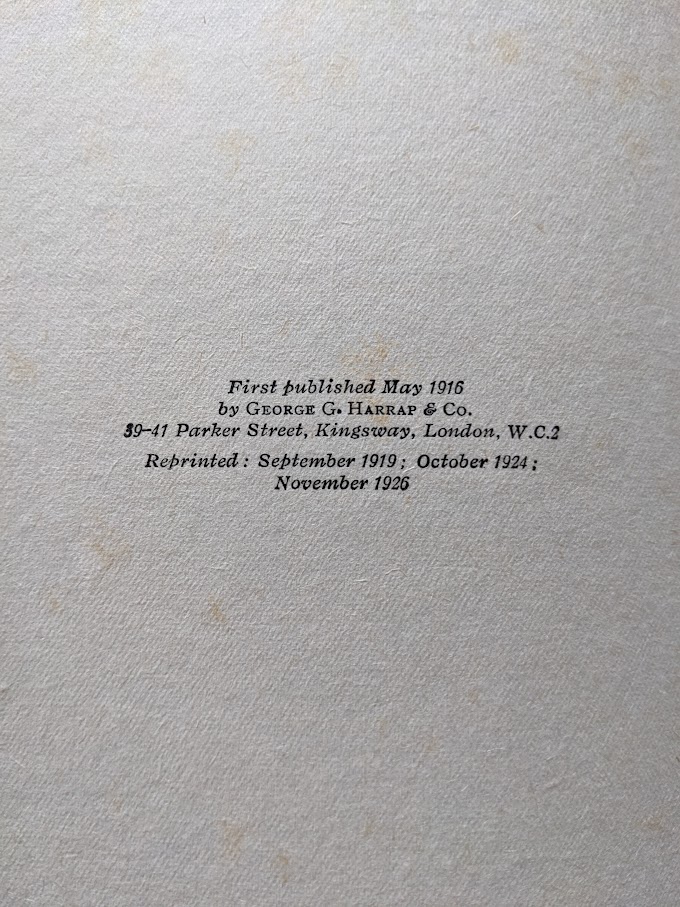 First published May 1916
by GEORGE G. HARRAP & CO.
39-41 Parker Street, Kingsway, London, W.C.2
Reprinted: September 1919; October 1924;
November 1926